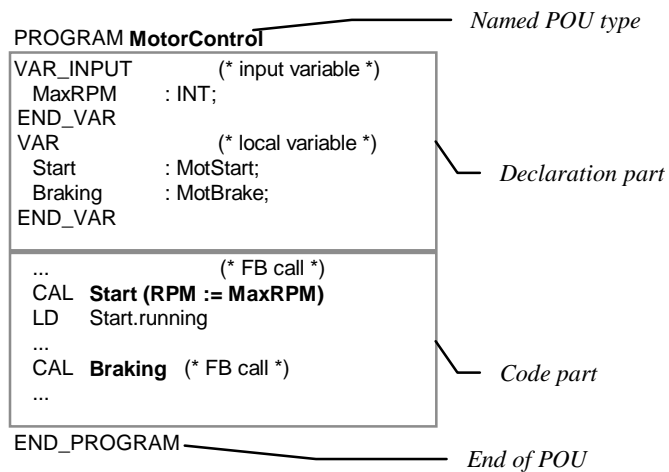 Named POU type
PROGRAM MotorControl
VAR_INPUT (* input variable *)
MaxRPM : INT;
END_VAR
VAR (* local variable *)
Start : MotStart;
Braking : MotBrake;
END_VAR
Declaration part
... (* FB call *)
CAL Start (RPM := MaxRPM)
LD Start.running
...
CAL Braking (* FB call *)
...
Code part
END_PROGRAM
End of POU